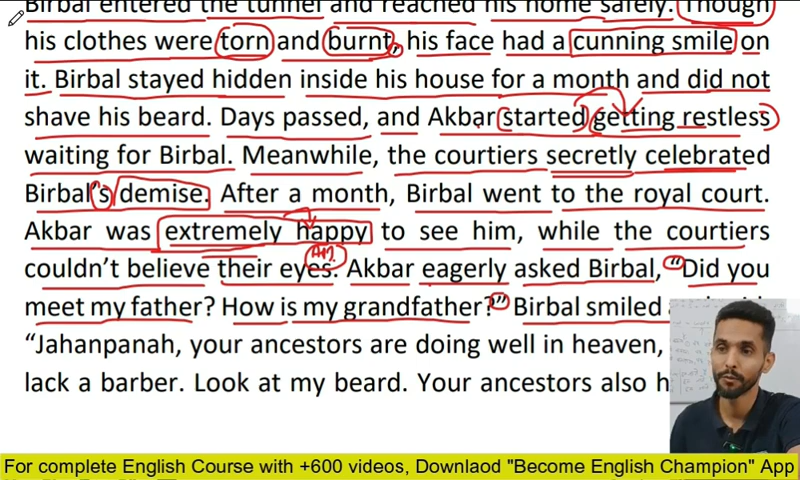 Birbal entered the tunnel and reached his home safely. Though
his clothes were torn and burnt, his face had a cunning smile on
it. Birbal stayed hidden inside his house for a month and did not
shave his beard. Days passed, and Akbar started getting restless
waiting for Birbal. Meanwhile, the courtiers secretly celebrated
Birbal's demise. After a month, Birbal went to the royal court.
Akbar was extremely happy to see him, while the courtiers
couldn't believe their eyes. Akbar eagerly asked Birbal, "Did you
meet my father? How is my grandfather?" Birbal smiled
"Jahanpanah, your ancestors are doing well in heaven,
lack a barber. Look at my beard. Your ancestors also
For complete English Course with +600 videos, Downlaod "Become English Champion" App